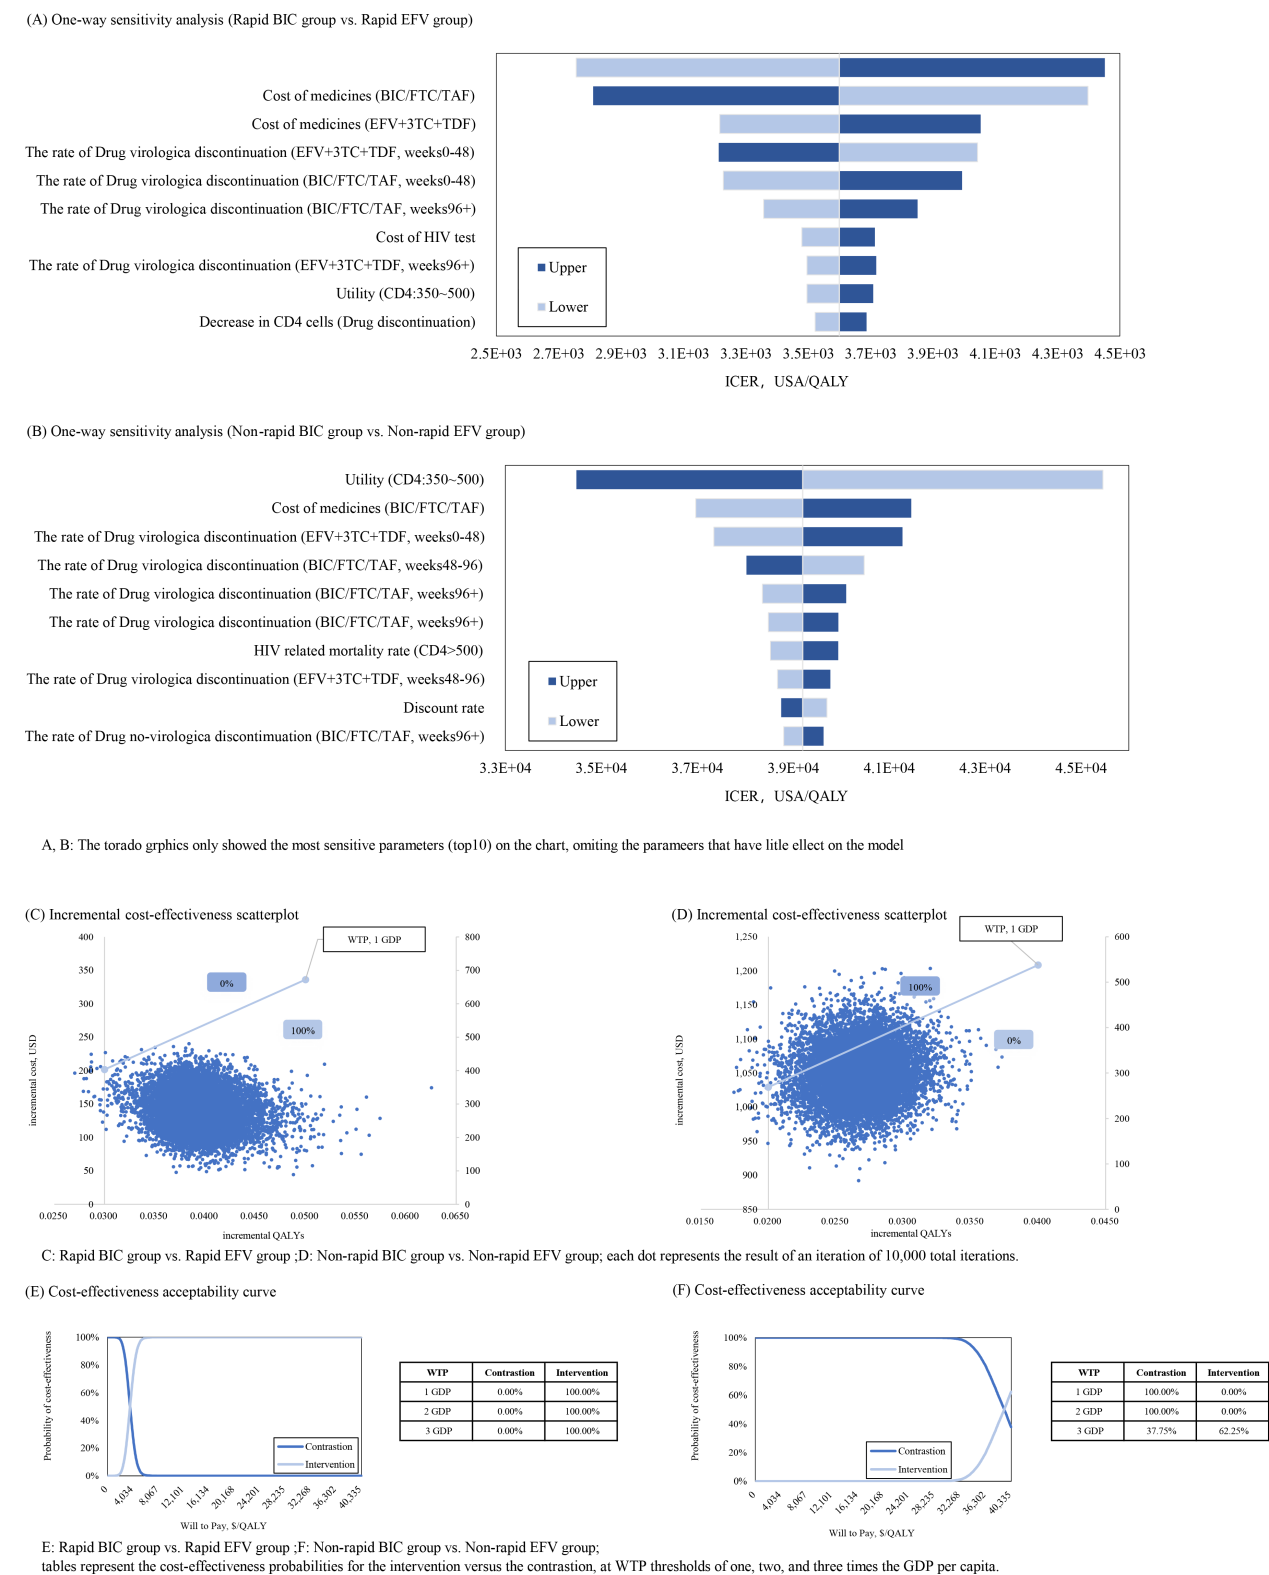 (A) One-way sensitivity analysis (Rapid BIC group vs. Rapid EFV group)
Cost of medicines (BIC/FTC/TAF)
Cost of medicines (EFV+3TC+TDF)
The rate of Drug virologica discontinuation (EFV+3TC+TDF, weeks0-48)
The rate of Drug virologica discontinuation (BIC/FTC/TAF, weeks0-48)
The rate of Drug virologica discontinuation (BIC/FTC/TAF, weeks96+)
Cost of HIV test
The rate of Drug virologica discontinuation (EFV+3TC+TDF, weeks96+)
Utility (CD4:350~500)
Decrease in CD4 cells (Drug discontinuation)
Upper
Lower
2.5E+03 2.7E+03 2.9E+03 3.1E+03 3.3E+03 3.5E+03 3.7E+03 3.9E+03 4.1E+03 4.3E+03 4.5E+03
ICER, USA/QALY
(B) One-way sensitivity analysis (Non-rapid BIC group vs. Non-rapid EFV group)
Utility (CD4:350~500)
Cost of medicines (BIC/FTC/TAF)
The rate of Drug virologica discontinuation (EFV+3TC+TDF, weeks0-48)
The rate of Drug virologica discontinuation (BIC/FTC/TAF, weeks48-96)
The rate of Drug virologica discontinuation (BIC/FTC/TAF, weeks96+)
The rate of Drug virologica discontinuation (BIC/FTC/TAF, weeks96+)
HIV related mortality rate (CD4>500)
The rate of Drug virologica discontinuation (EFV+3TC+TDF, weeks48-96)
Discount rate
The rate of Drug no-virologica discontimuation (BIC/FTC/TAF, weeks96+)
Upper
Lower
3.3E+04 3.5E+04 3.7E+04 3.9E+04 4.1E+04 4.3E+04 4.5E+04
ICER, USA/QALY
A, B: The torado grphics only showed the most sensitive parameters (top10) on the chart, omiting the parameers that have litle ellect on the model
(C) Incremental cost-effectiveness scatterplot
WTP, 1 GDP
0%
100%
400
350
300
250
200
150
100
50
0
incremental cost, USD
800
700
600
500
400
300
200
100
0
0.0250 0.0300 0.0350 0.0400 0.0450 0.0500 0.0550 0.0600 0.0650
incremental QALYs
(D) Incremental cost-effectiveness scatterplot
WTP, 1 GDP
100%
0%
1,250
1,200
1,150
1,100
1,050
1,000
950
900
850
incremental cost, USD
600
500
400
300
200
100
0
0.0150 0.0200 0.0250 0.0300 0.0350 0.0400 0.0450
incremental QALYs
C: Rapid BIC group vs. Rapid EFV group ;D: Non-rapid BIC group vs. Non-rapid EFV group; each dot represents the result of an iteration of 10,000 total iterations.
(E) Cost-effectiveness acceptability curve
Probability of cost-effectiveness
100%
80%
60%
40%
20%
0%
Contrastion
Intervention
0 4,034 8,067 12,101 16,134 20,168 24,201 28,235 32,268 36,302 40,335
Will to Pay, $/QALY
WTP Contrastion Intervention
1 GDP 0.00% 100.00%
2 GDP 0.00% 100.00%
3 GDP 0.00% 100.00%
(F) Cost-effectiveness acceptability curve
Probability of cost-effectiveness
100%
80%
60%
40%
20%
0%
Contrastion
Intervention
0 4,034 8,067 12,101 16,134 20,168 24,201 28,235 32,268 36,302 40,335
Will to Pay, $/QALY
WTP Contrastion Intervention
1 GDP 100.00% 0.00%
2 GDP 100.00% 0.00%
3 GDP 37.75% 62.25%
E: Rapid BIC group vs. Rapid EFV group ;F: Non-rapid BIC group vs. Non-rapid EFV group;
tables represent the cost-effectiveness probabilities for the intervention versus the contrastion, at WTP thresholds of one, two, and three times the GDP per capita.